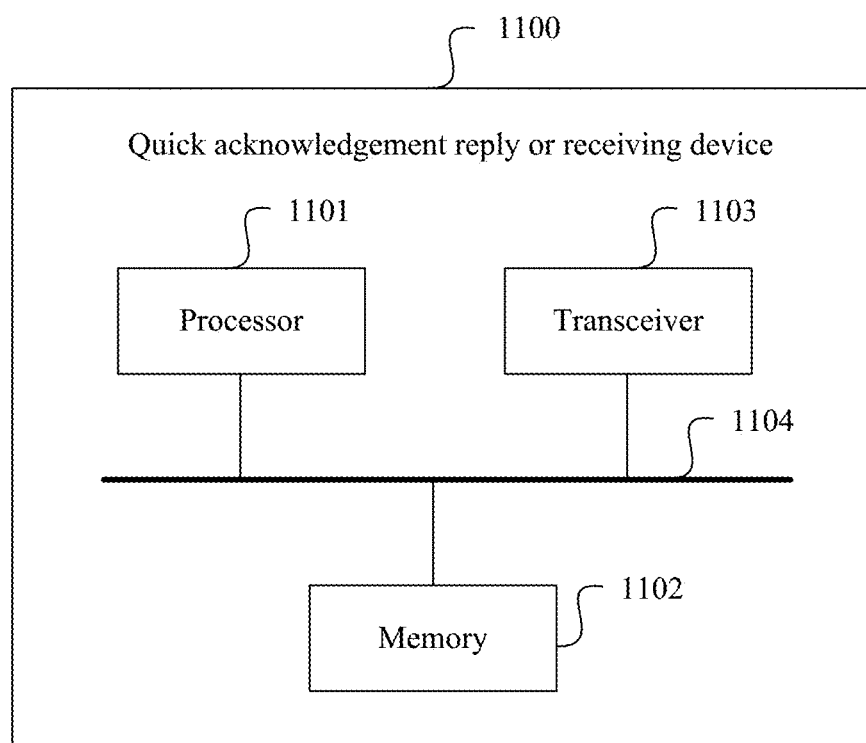 1100
Quick acknowledgement reply or receiving device
1101
1103
Processor
Transceiver
1104
1102
Memory